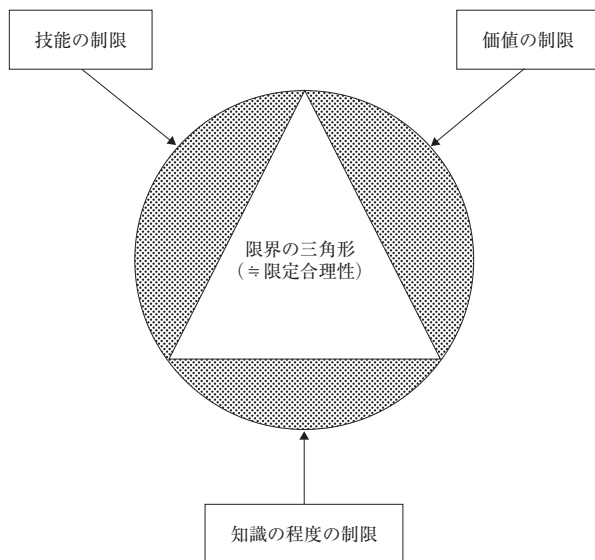 技能の制限
価値の制限
限界の三角形
（≒限定合理性）
知識の程度の制限